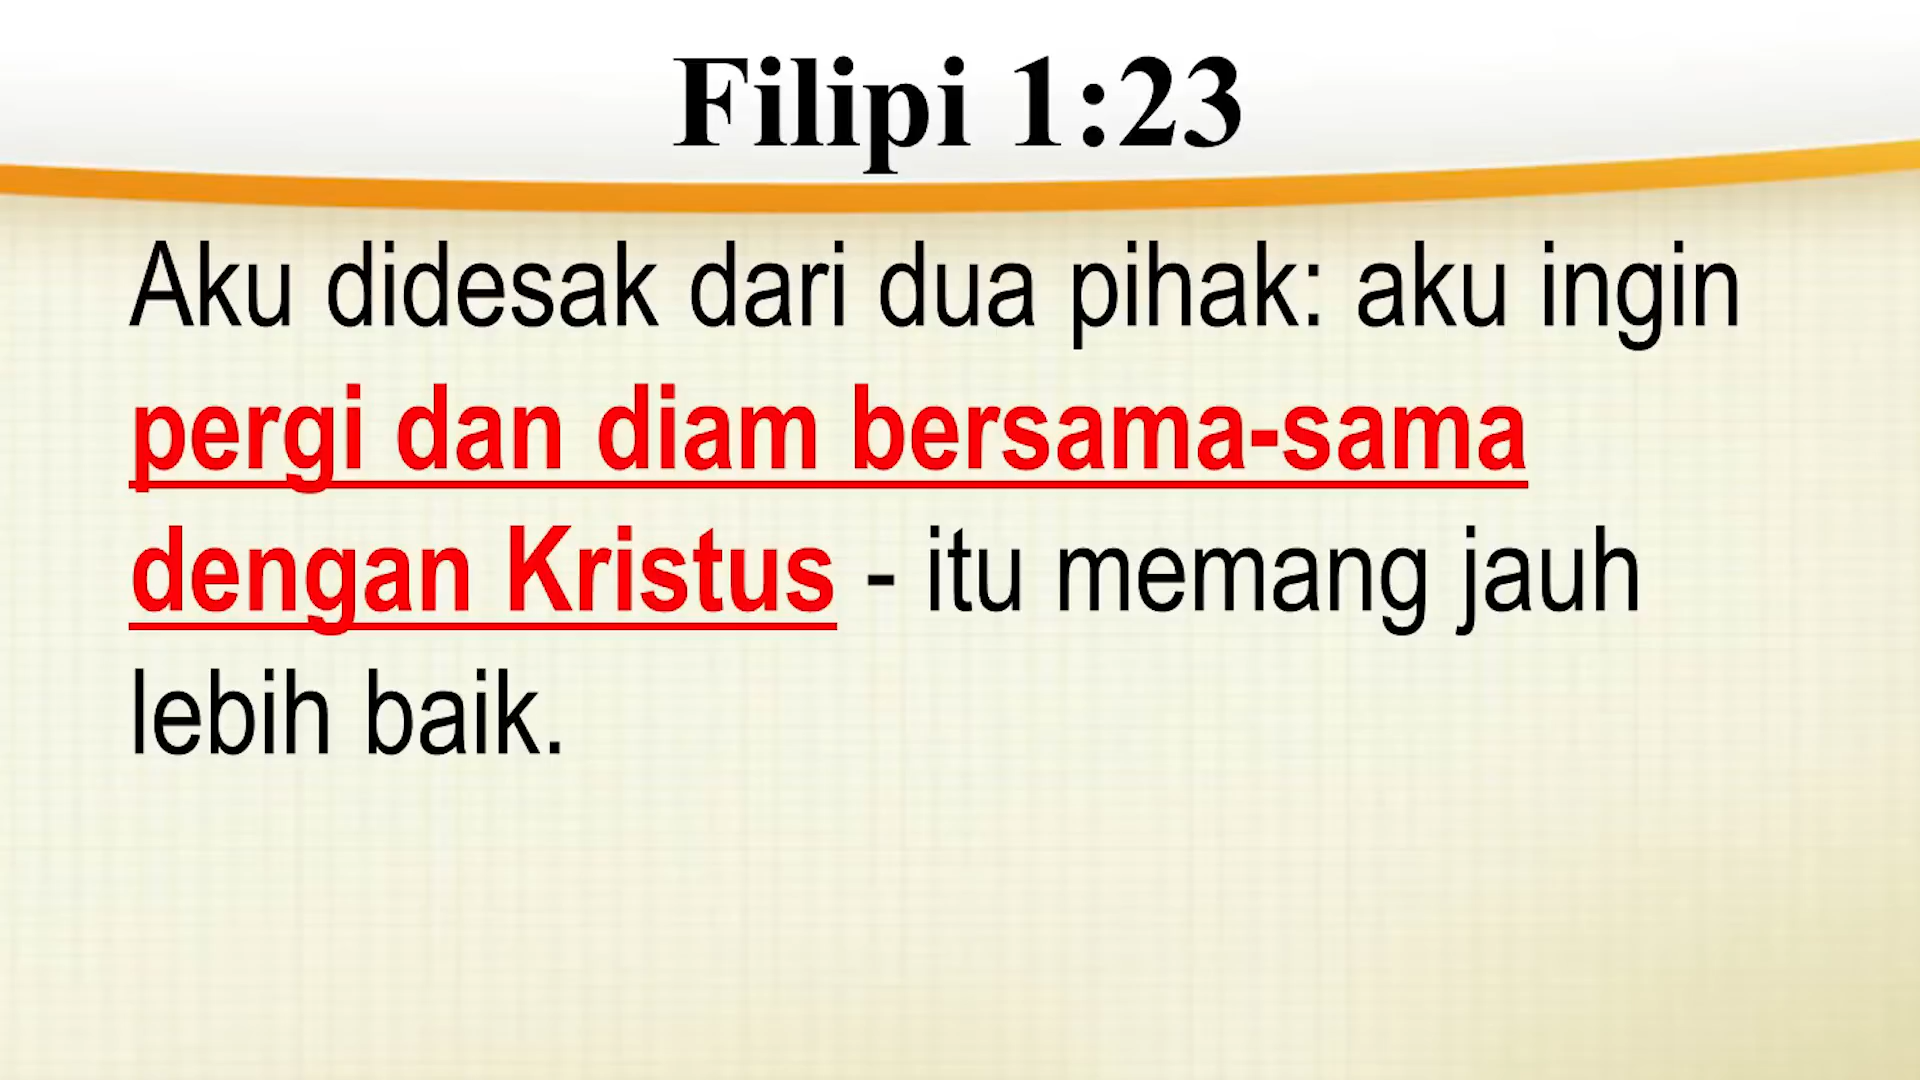 Filipi 1:23
Aku didesak dari dua pihak: aku ingin
pergi dan diam bersama-sama
dengan Kristus - itu memang jauh
lebih baik.